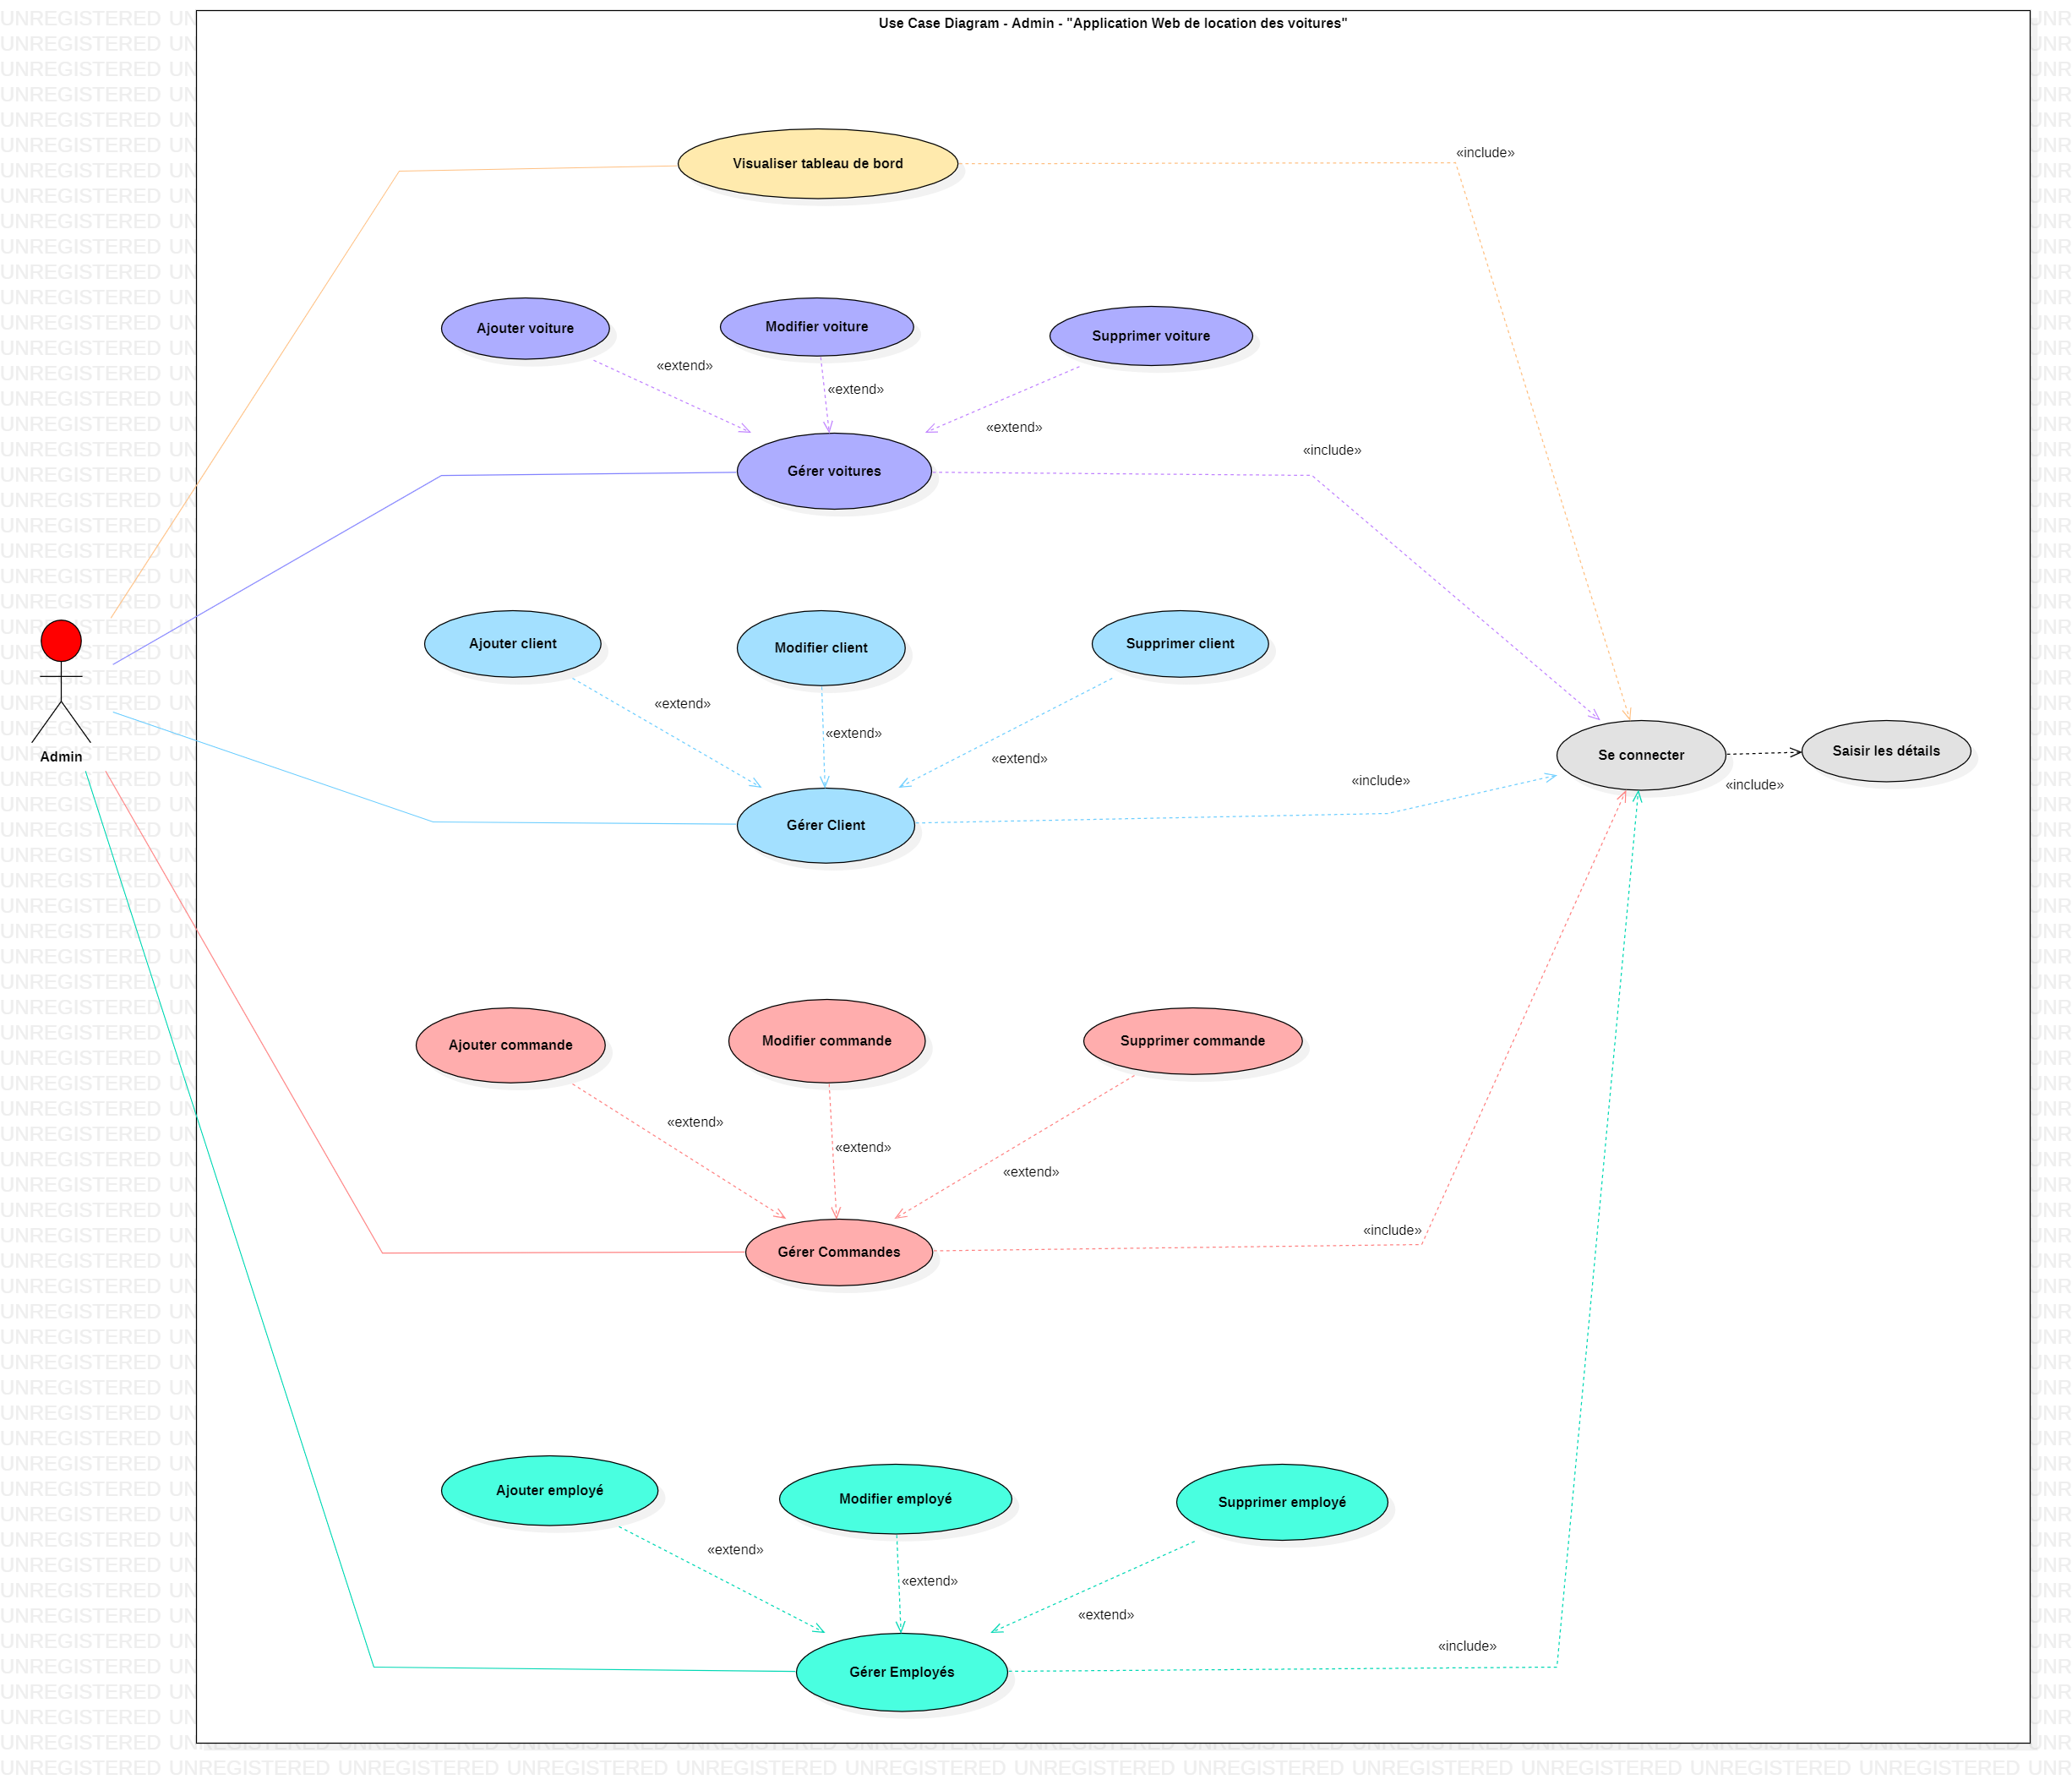 Use Case Diagram - Admin - "Application Web de location des voitures"
Visualiser tableau de bord
«include»
Ajouter voiture
Modifier voiture
Supprimer voiture
«extend»
«extend»
«extend»
Gérer voitures
«include»
Ajouter client
Modifier client
Supprimer client
«extend»
«extend»
«extend»
Admin
Se connecter
Saisir les détails
«include»
«include»
Gérer Client
Ajouter commande
Modifier commande
Supprimer commande
«extend»
«extend»
«extend»
«include»
Gérer Commandes
Ajouter employé
Modifier employé
Supprimer employé
«extend»
«extend»
«extend»
«include»
Gérer Employés
UNREGISTERED UNREGISTERED UNREGISTERED UNREGISTERED UNREGISTERED UNREGISTERED UNREGISTERED UNREGISTERED UNREGISTERED UNREGISTERED UNREGISTERED UNREGISTERED UNR